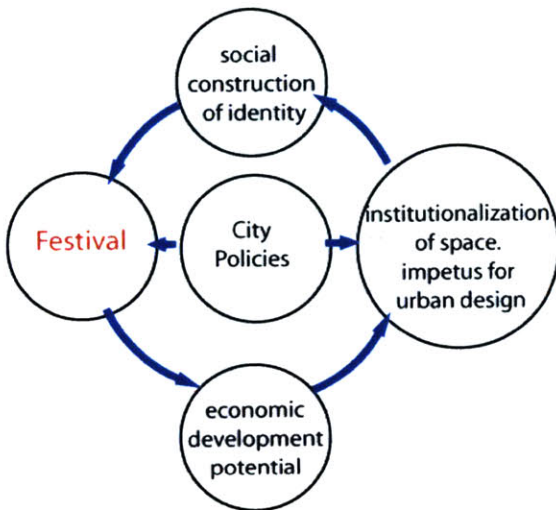 social
construction
of identity
Festival
City
Policies
institutionalization
of space.
impetus for
urban design
economic
development
potential